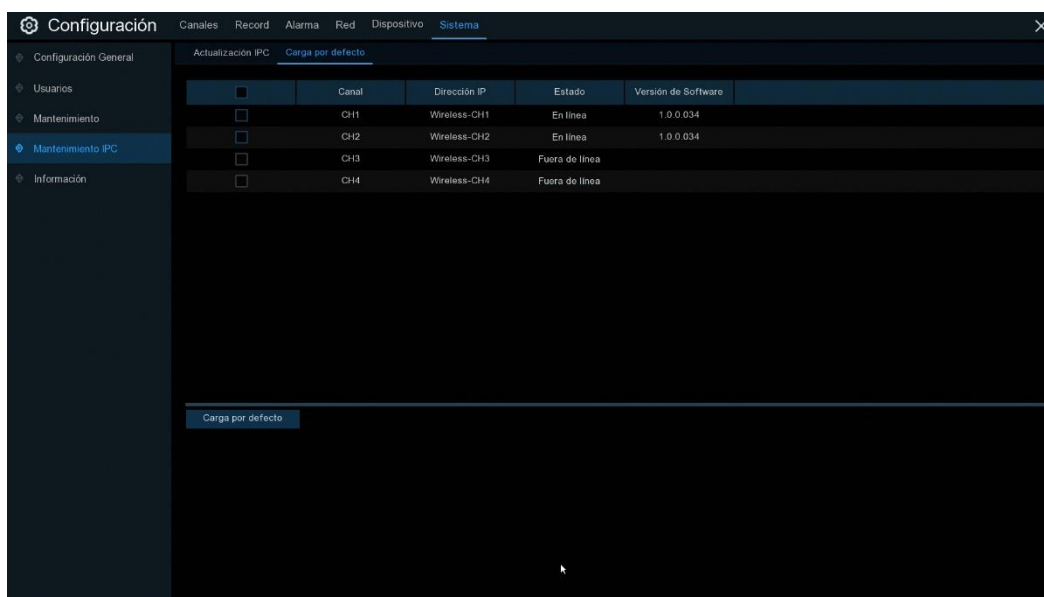 Configuración Canales Record Alarma Red Dispositivo Sistema
Configuración General
Usuarios
Mantenimiento
Mantenimiento IPC
Información
Actualización IPC Carga por defecto
Canal Dirección IP Estado Versión de Software
CH1 Wireless-CH1 En línea 1.0.0.034
CH2 Wireless-CH2 En línea 1.0.0.034
CH3 Wireless-CH3 Fuera de línea
CH4 Wireless-CH4 Fuera de línea
Carga por defecto